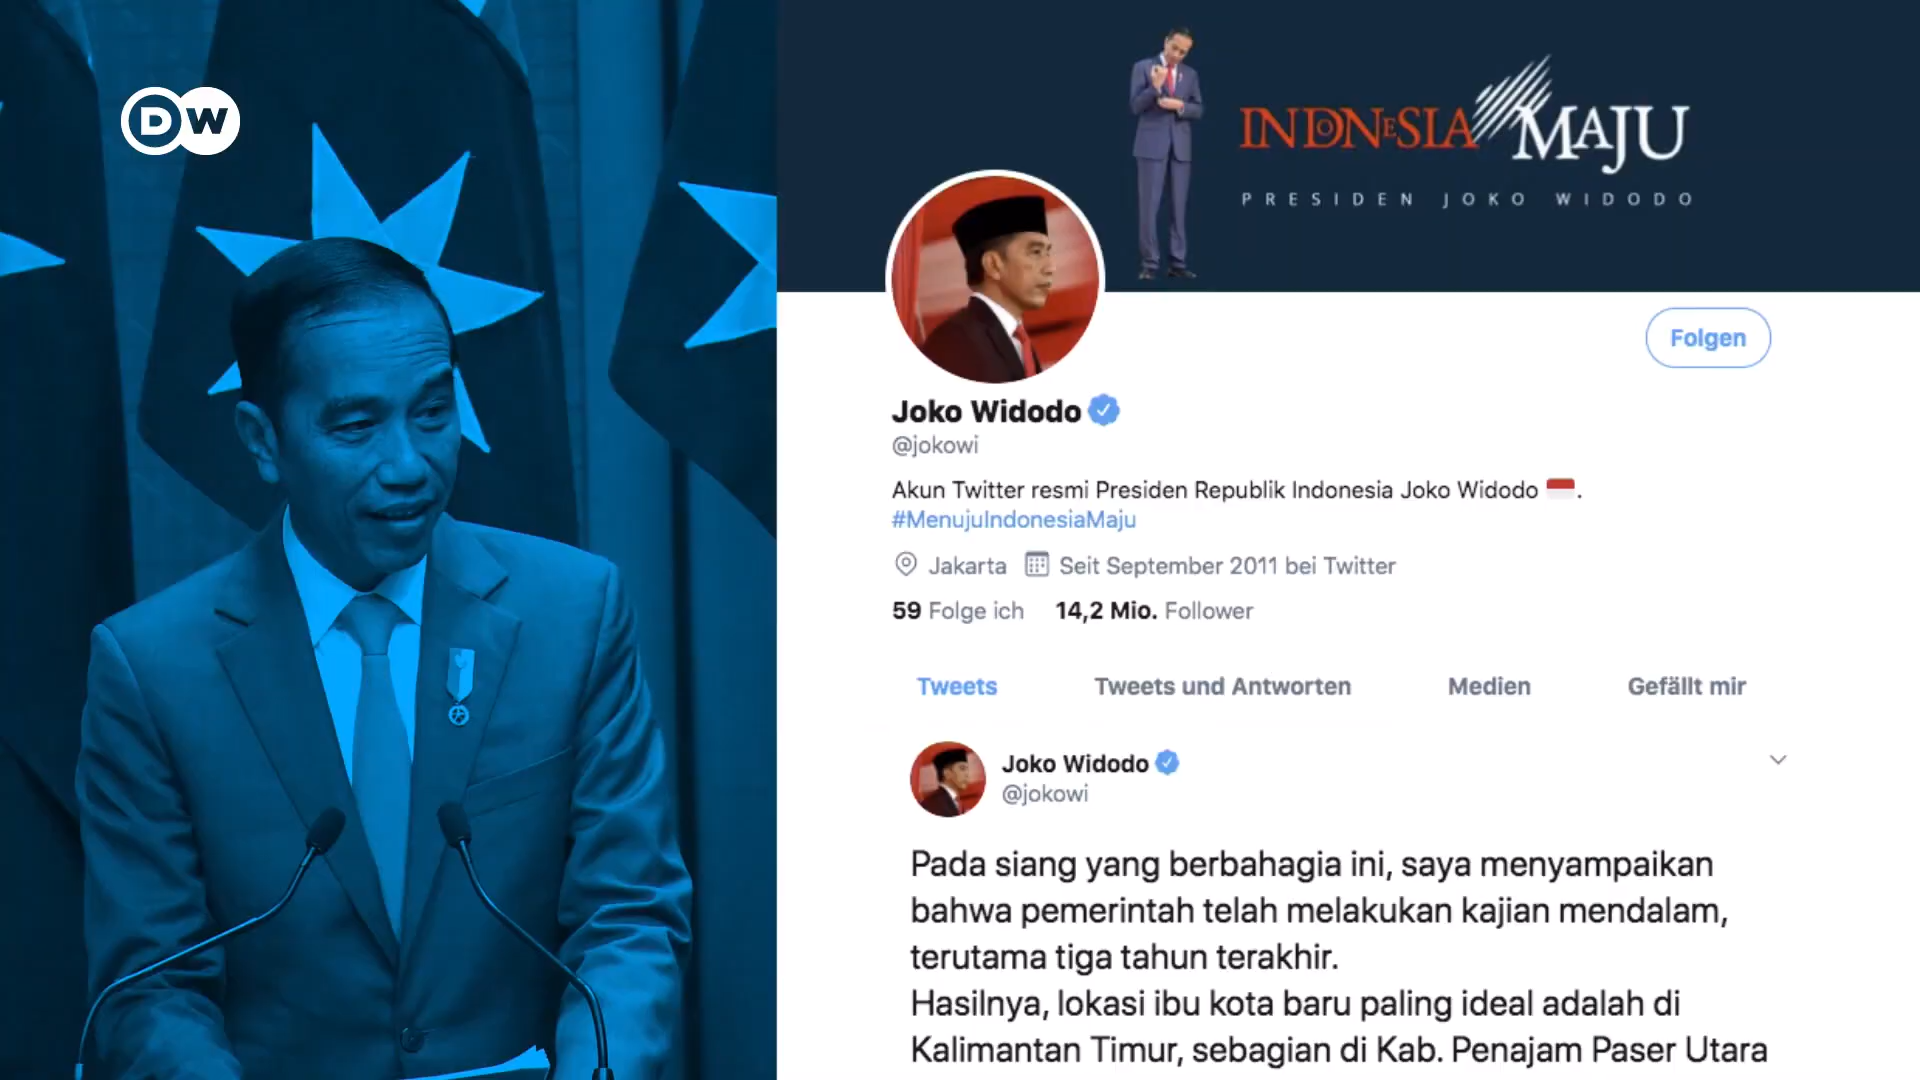 DW
INDONESIA MAJU
PRESIDEN JOKO WIDODO
Folgen
Joko Widodo
@jokowi
Akun Twitter resmi Presiden Republik Indonesia Joko Widodo 🇮🇩.
#MenujuIndonesiaMaju
Jakarta Seit September 2011 bei Twitter
59 Folge ich 14,2 Mio. Follower
Tweets Tweets und Antworten Medien Gefällt mir
Joko Widodo
@jokowi
Pada siang yang berbahagia ini, saya menyampaikan
bahwa pemerintah telah melakukan kajian mendalam,
terutama tiga tahun terakhir.
Hasilnya, lokasi ibu kota baru paling ideal adalah di
Kalimantan Timur, sebagian di Kab. Penajam Paser Utara